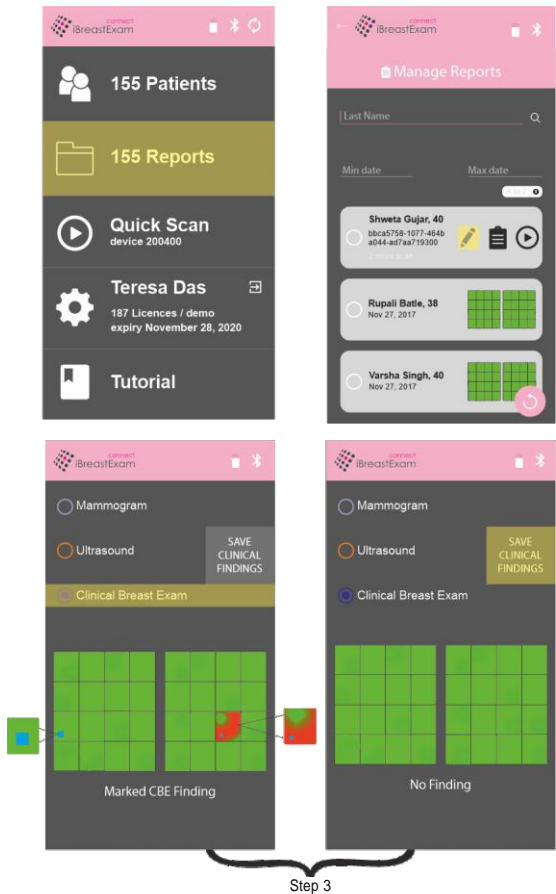 connect
iBreastExam
155 Patients
155 Reports
Quick Scan
device 200400
Teresa Das
187 Licences / demo
expiry November 28, 2020
Tutorial
connect
iBreastExam
Manage Reports
Last Name
Min date
Max date
A to Z
Shweta Gujar, 40
bbca5758-1077-464b
a044-ad7aa719300
Rupali Batle, 38
Nov 27, 2017
Varsha Singh, 40
Nov 27, 2017
connect
iBreastExam
Mammogram
Ultrasound
SAVE
CLINICAL
FINDINGS
Clinical Breast Exam
Marked CBE Finding
connect
iBreastExam
Mammogram
Ultrasound
SAVE
CLINICAL
FINDINGS
Clinical Breast Exam
No Finding
Step 3